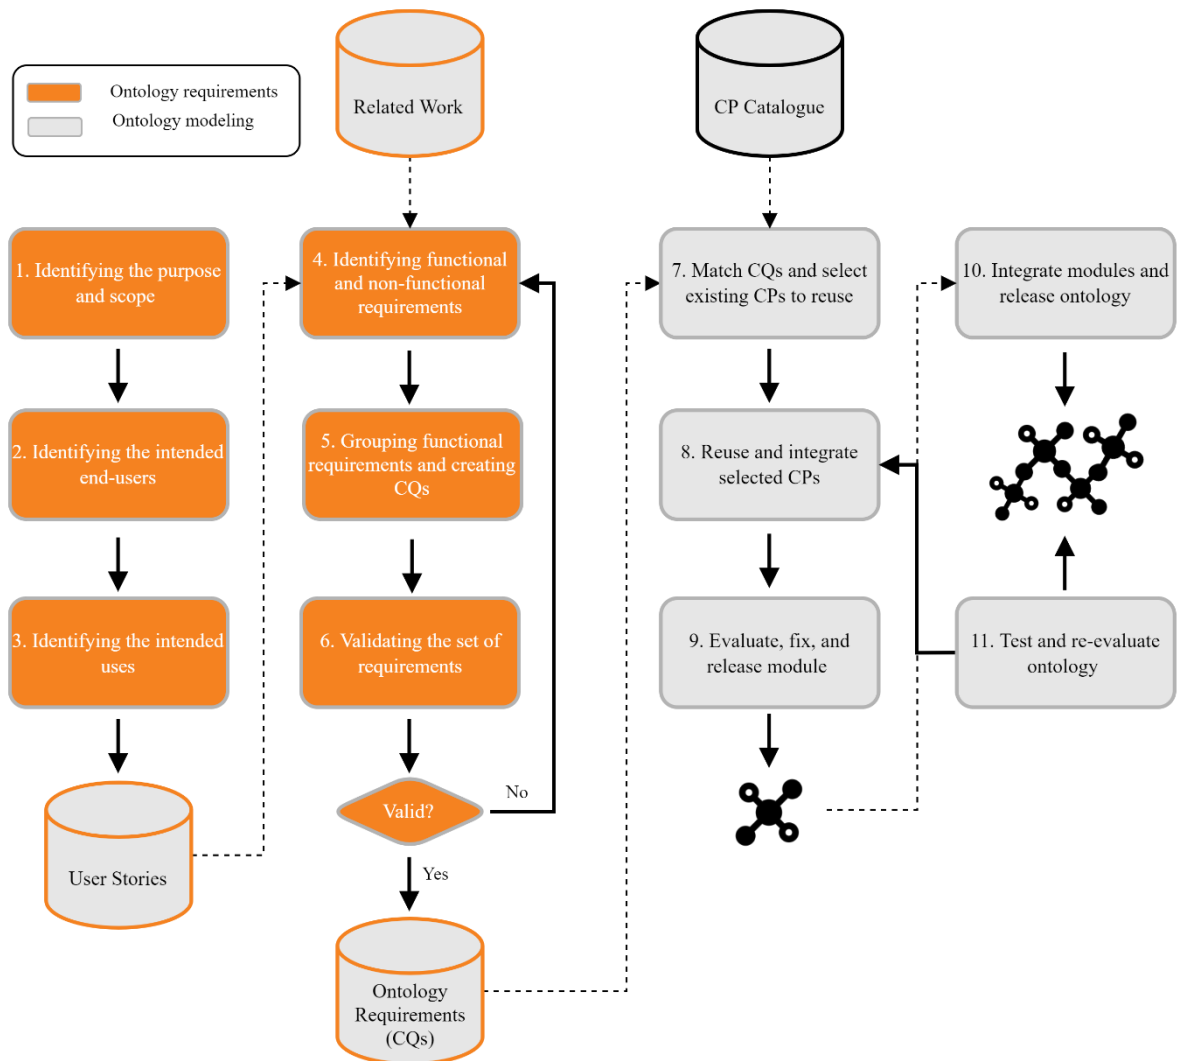 Ontology requirements
Ontology modeling
Related Work
CP Catalogue
1. Identifying the purpose
and scope
2. Identifying the intended
end-users
3. Identifying the intended
uses
User Stories
4. Identifying functional
and non-functional
requirements
5. Grouping functional
requirements and creating
CQs
6. Validating the set of
requirements
Valid?
No
Yes
Ontology
Requirements
(CQs)
7. Match CQs and select
existing CPs to reuse
8. Reuse and integrate
selected CPs
9. Evaluate, fix, and
release module
10. Integrate modules and
release ontology
11. Test and re-evaluate
ontology